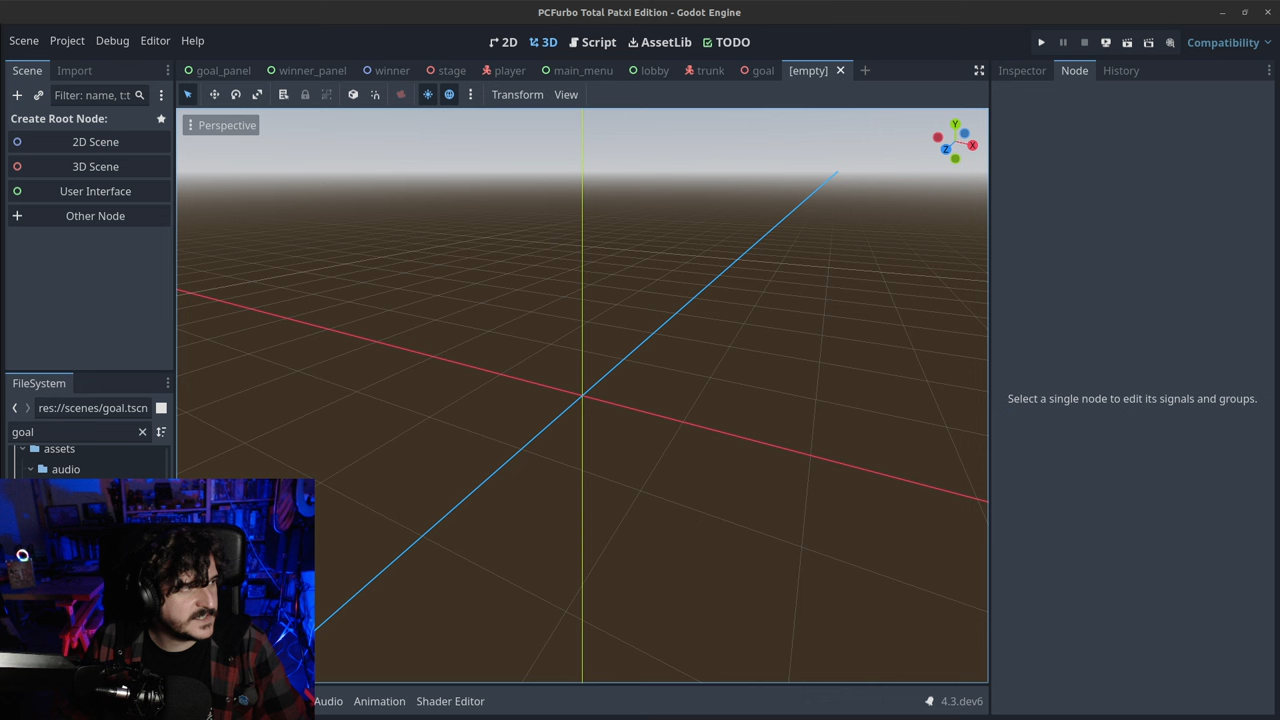 PCFurbo Total Patxi Edition - Godot Engine
Scene Project Debug Editor Help
2D 3D Script AssetLib TODO
Compatibility
Scene Import
goal_panel winner_panel winner stage player main_menu lobby trunk goal [empty]
Inspector Node History
Filter: name, t:t
Transform View
Create Root Node:
Perspective
Y
X
Z
2D Scene
3D Scene
User Interface
Other Node
Select a single node to edit its signals and groups.
FileSystem
res://scenes/goal.tscn
goal
assets
audio
Audio Animation Shader Editor
4.3.dev6